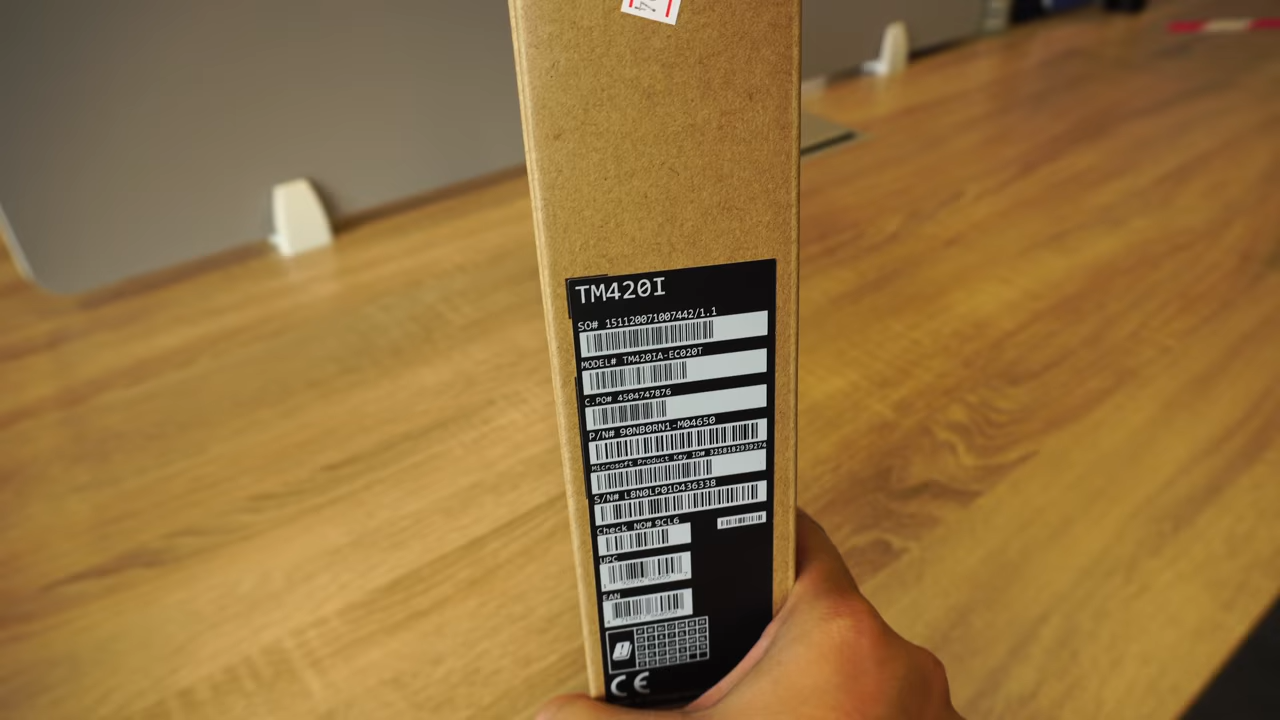 TM420I
SO# 151120071007442/1.1
MODEL# TM420IA-EC020T
C.PO# 4504747876
P/N# 90NB0RN1-M04650
Microsoft Product Key ID# 3258182939274
S/N# L8N0LP01D436338
Check NO# 9CL6
UPC
EAN
CE